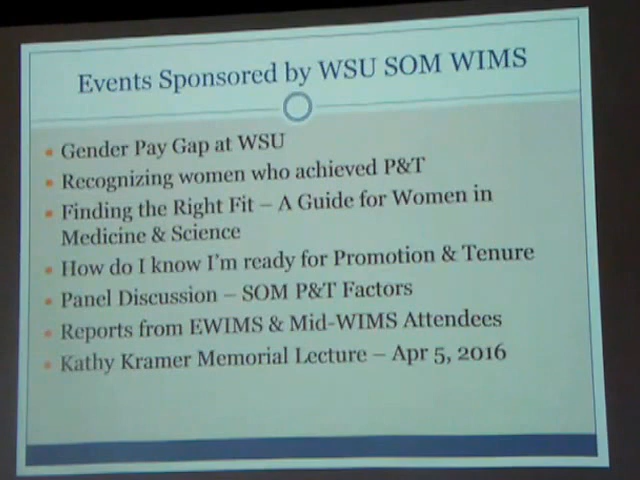 Events Sponsored by WSU SOM WIMS
Gender Pay Gap at WSU
Recognizing women who achieved P&T
Finding the Right Fit – A Guide for Women in
Medicine & Science
How do I know I'm ready for Promotion & Tenure
Panel Discussion – SOM P&T Factors
Reports from EWIMS & Mid-WIMS Attendees
Kathy Kramer Memorial Lecture – Apr 5, 2016